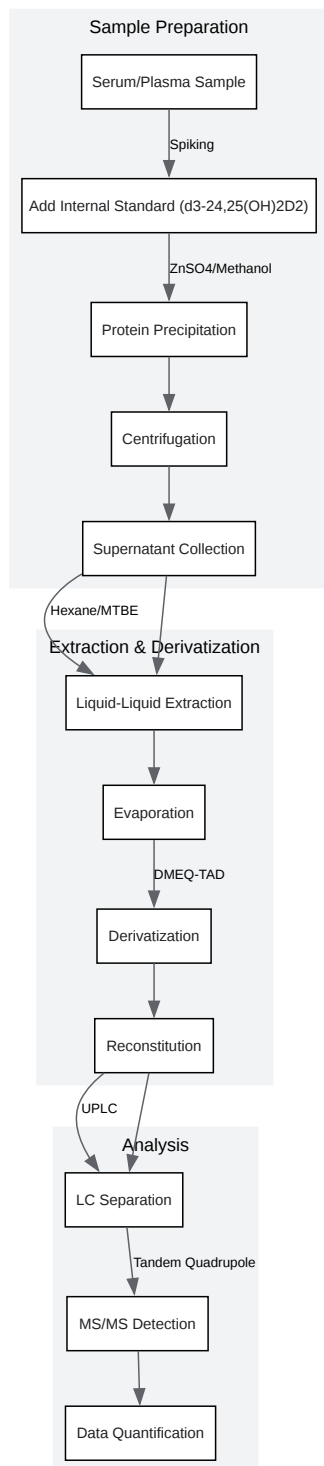 Sample Preparation
Serum/Plasma Sample
Spiking
Add Internal Standard (d3-24,25(OH)2D2)
ZnSO4/Methanol
Protein Precipitation
Centrifugation
Supernatant Collection
Hexane/MTBE
Extraction & Derivatization
Liquid-Liquid Extraction
Evaporation
DMEQ-TAD
Derivatization
Reconstitution
UPLC
Analysis
LC Separation
Tandem Quadrupole
MS/MS Detection
Data Quantification